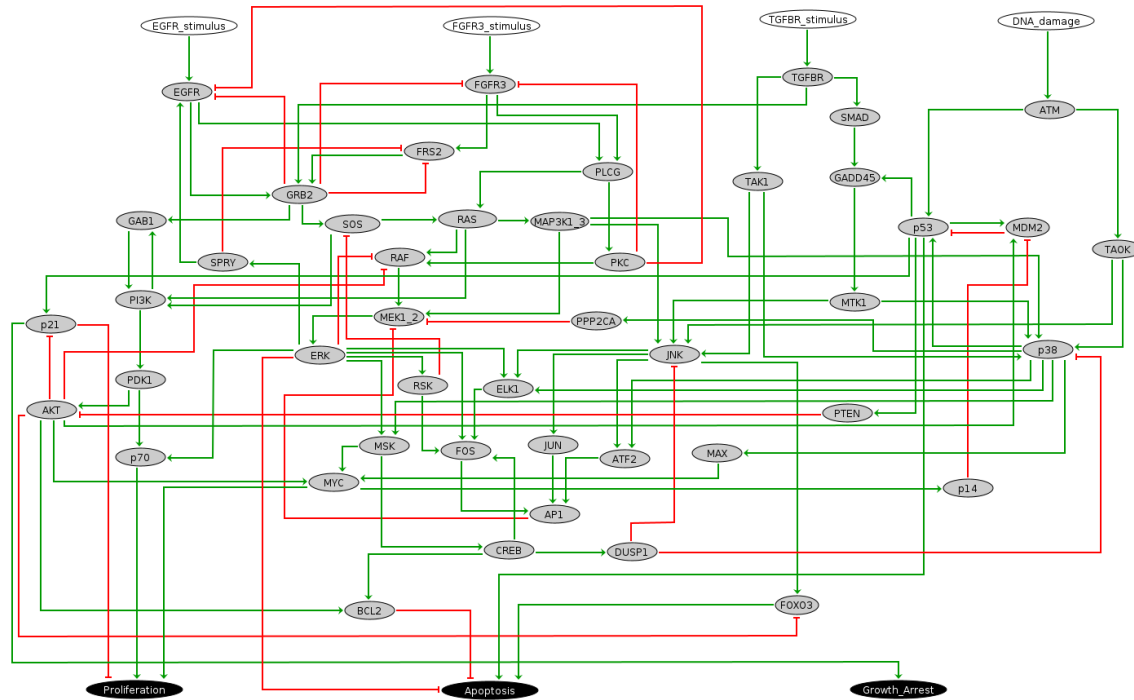 EGFR_stimulus
FGFR3_stimulus
TGFBR_stimulus
DNA_damage
EGFR
FGFR3
TGFBR
ATM
SMAD
FRS2
PLCG
TAK1
GADD45
GRB2
GAB1
SOS
RAS
MAP3K1_3
p53
MDM2
TAOK
SPRY
RAF
PKC
PI3K
MTK1
p21
MEK1_2
PPP2CA
ERK
JNK
p38
PDK1
RSK
ELK1
AKT
PTEN
p70
MSK
FOS
JUN
ATF2
MAX
MYC
p14
AP1
CREB
DUSP1
BCL2
FOXO3
Proliferation
Apoptosis
Growth_Arrest